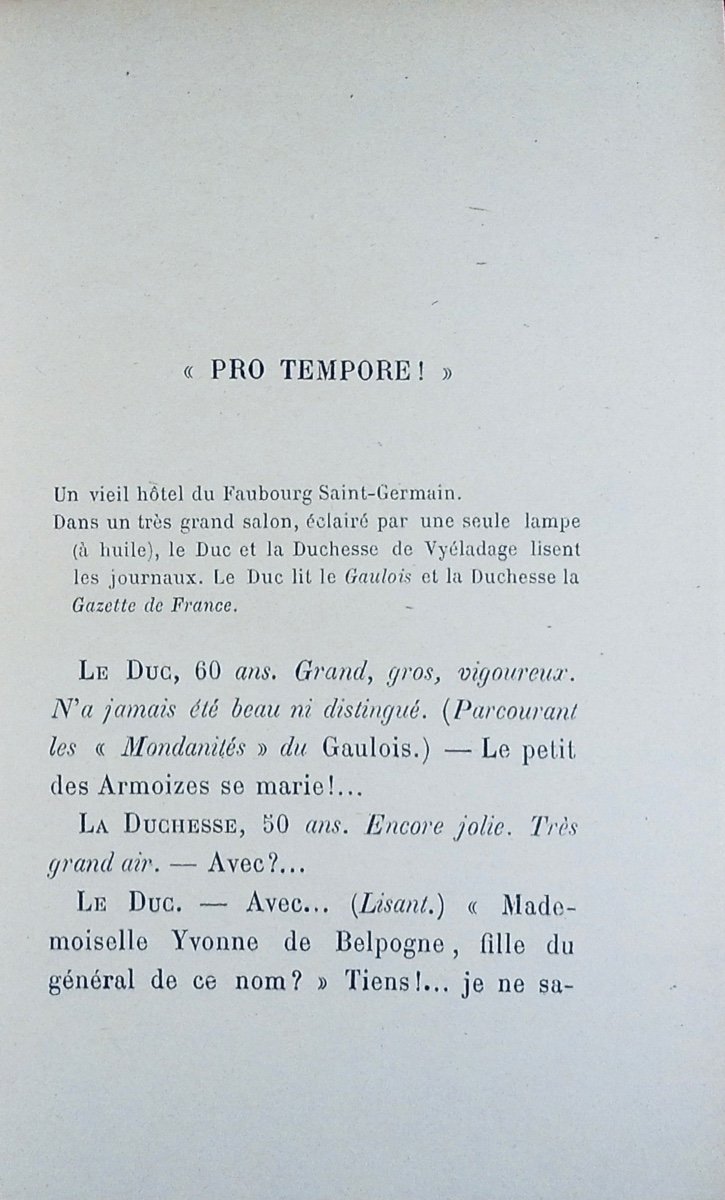 « PRO TEMPORE! »
Un vieil hôtel du Faubourg Saint-Germain.
Dans un très grand salon, éclairé par une seule lampe
(à huile), le Duc et la Duchesse de Vyéladage lisent
les journaux. Le Duc lit le Gaulois et la Duchesse la
Gazette de France.
LE DUC, 60 ans. Grand, gros, vigoureux.
N'a jamais été beau ni distingué. (Parcourant
les « Mondanités » du Gaulois.) — Le petit
des Armoizes se marie!...
LA DUCHESSE, 50 ans. Encore jolie. Très
grand air. — Avec?...
LE DUC. — Avec... (Lisant.) « Made-
moiselle Yvonne de Belpogne, fille du
général de ce nom? » Tiens!... je ne sa-